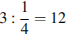 3 : 1/4 = 12